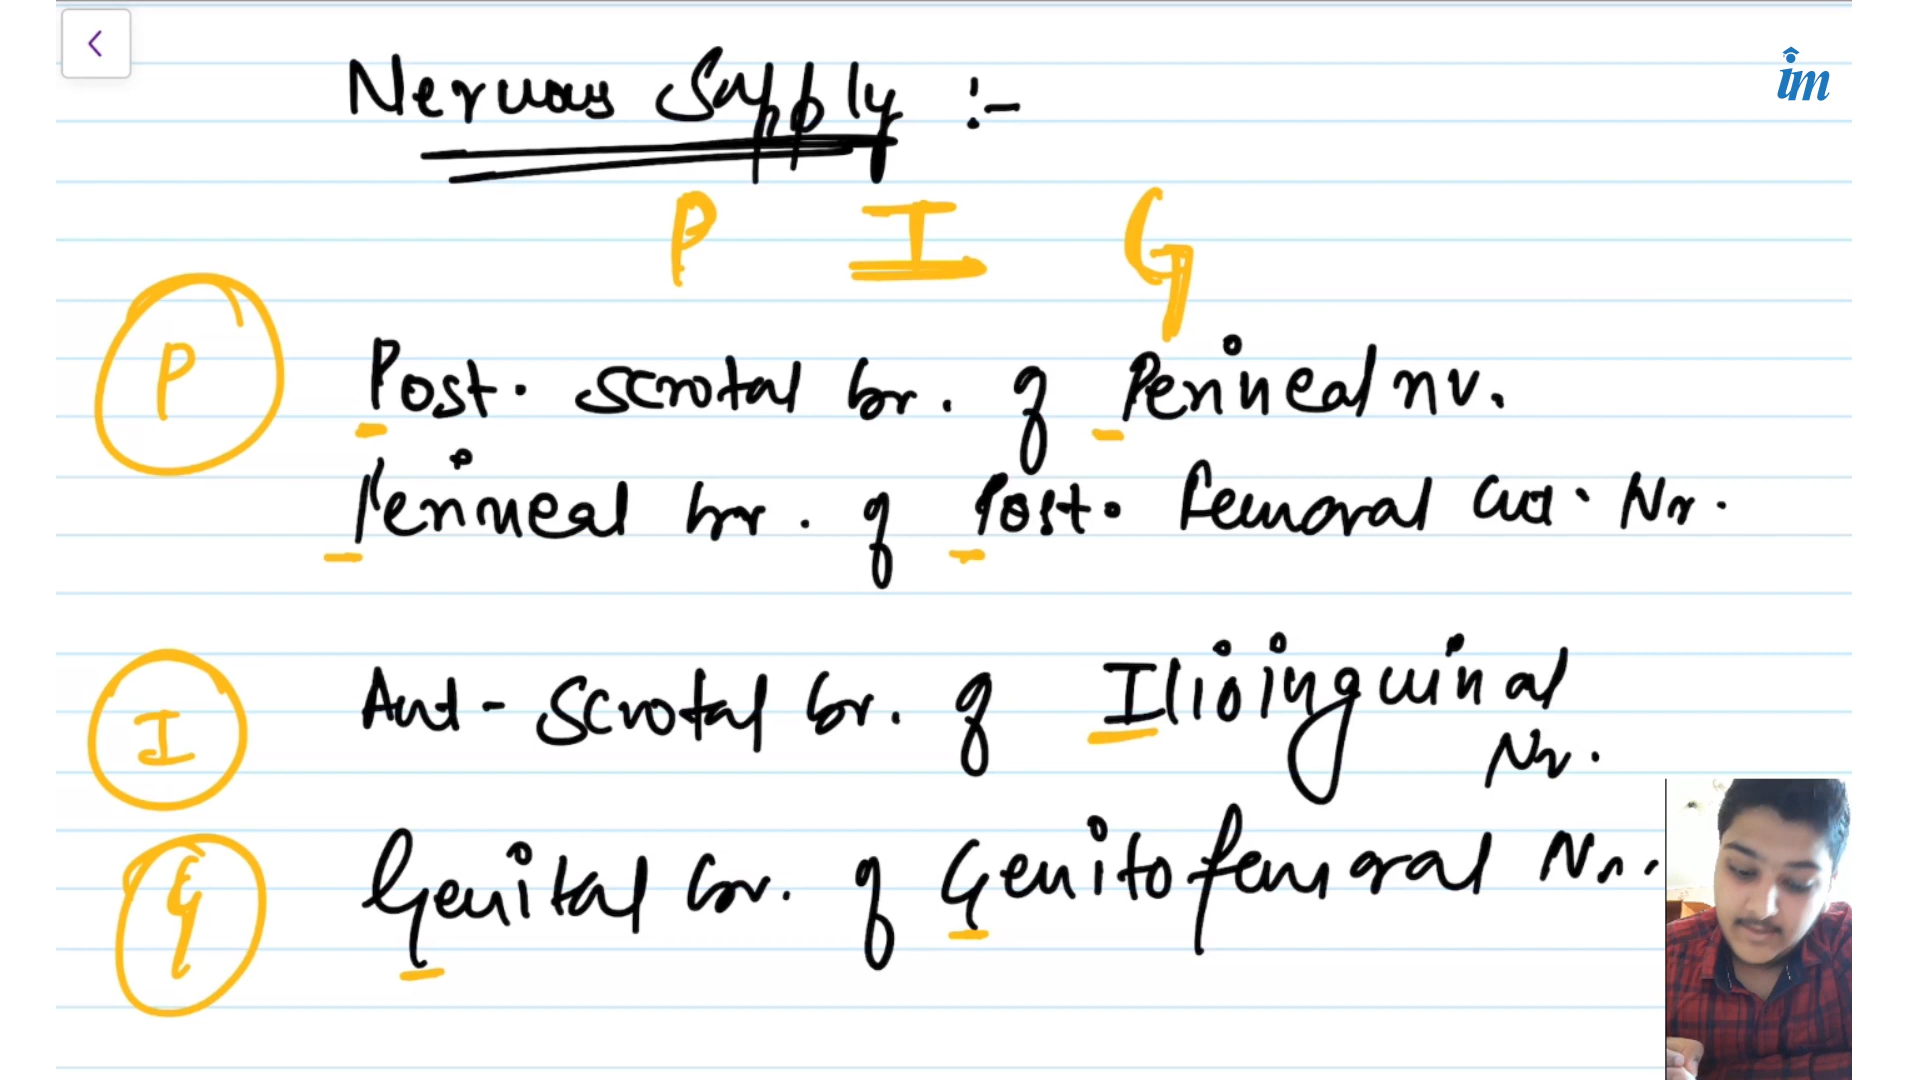 im
Nervous Supply :-
P I G
P
Post. scrotal br. of Perineal nv.
Perineal br. of Post. femoral cut. Nr.
I
Ant - Scrotal br. of Ilioinguinal
Nr.
G
Genital br. of Genitofemoral Nr.